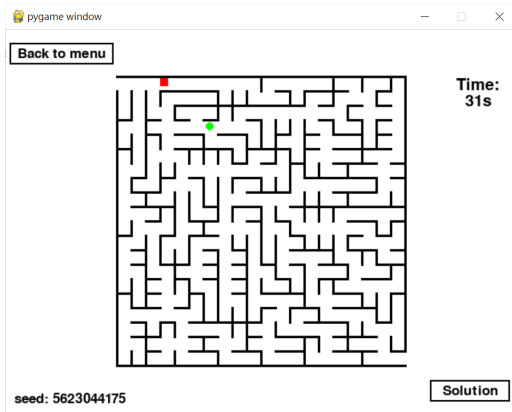 pygame window
Back to menu
Time:
31s
seed: 5623044175
Solution